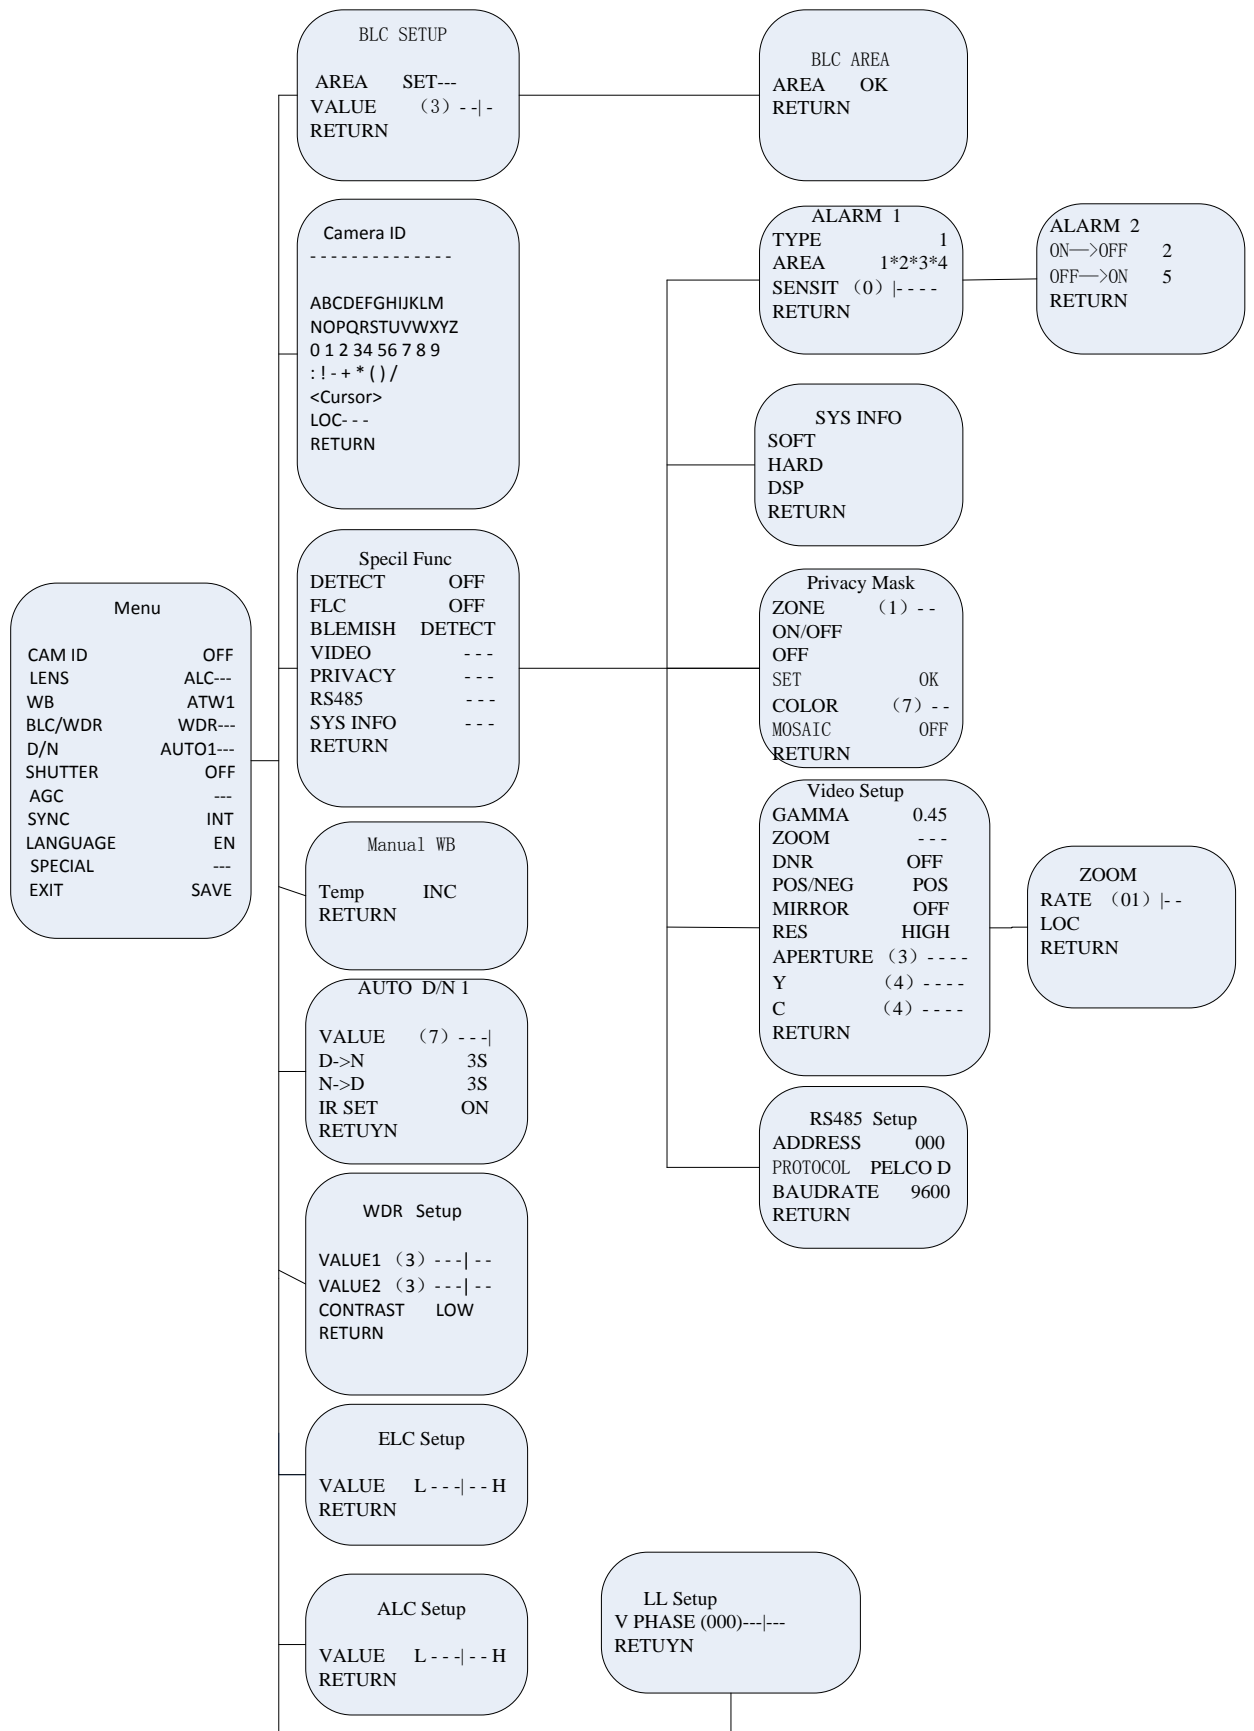 BLC SETUP
AREA SET---
VALUE （3）--|-
RETURN
BLC AREA
AREA OK
RETURN
Camera ID
--------------
ABCDEFGHIJKLM
NOPQRSTUVWXYZ
0 1 2 34 56 7 8 9
: ! - + * ( ) /
<Cursor>
LOC- - -
RETURN
ALARM 1
TYPE 1
AREA 1*2*3*4
SENSIT（0）|- - - -
RETURN
ALARM 2
ON—>OFF 2
OFF—>ON 5
RETURN
SYS INFO
SOFT
HARD
DSP
RETURN
Specil Func
DETECT OFF
FLC OFF
BLEMISH DETECT
VIDEO - - -
PRIVACY - - -
RS485 - - -
SYS INFO - - -
RETURN
Privacy Mask
ZONE （1）- -
ON/OFF
OFF
SET OK
COLOR （7）- -
MOSAIC OFF
RETURN
Menu
CAM ID OFF
LENS ALC---
WB ATW1
BLC/WDR WDR---
D/N AUTO1---
SHUTTER OFF
AGC ---
SYNC INT
LANGUAGE EN
SPECIAL ---
EXIT SAVE
Video Setup
GAMMA 0.45
ZOOM - - -
DNR OFF
POS/NEG POS
MIRROR OFF
RES HIGH
APERTURE （3）- - - -
Y （4）- - - -
C （4）- - - -
RETURN
ZOOM
RATE （01）|- -
LOC
RETURN
Manual WB
Temp INC
RETURN
AUTO D/N 1
VALUE （7）- - -|
D->N 3S
N->D 3S
IR SET ON
RETUYN
RS485 Setup
ADDRESS 000
PROTOCOL PELCO D
BAUDRATE 9600
RETURN
WDR Setup
VALUE1（3）- - -| - -
VALUE2（3）- - -| - -
CONTRAST LOW
RETURN
ELC Setup
VALUE L - - -| - - H
RETURN
ALC Setup
VALUE L - - -| - - H
RETURN
LL Setup
V PHASE (000)---|---
RETUYN